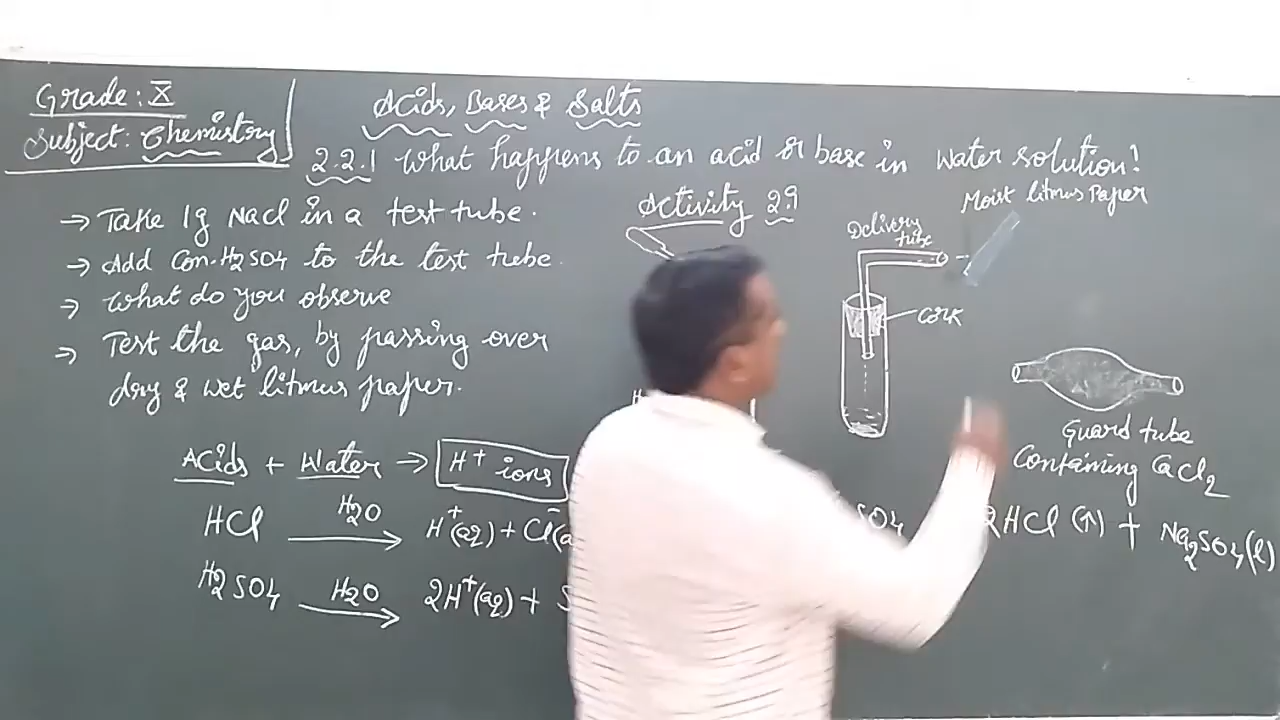 Grade: X
Subject: Chemistry
Acids, Bases & Salts
2.2.1 What happens to an acid or base in water solution?
Activity 2.9
→ Take 1g Nacl in a test tube.
→ Add Con. H2SO4 to the test tube.
→ What do you observe
→ Test the gas, by passing over
dry & wet litmus paper.
Moist litmus Paper
Delivery
tube
Cork
Guard tube
Containing CaCl2
Acids + Water → H+ ions
HCl H2O → H+(aq) + Cl-(a
H2SO4 H2O → 2H+(aq) + S
SO4 2HCl (↑) + Na2SO4(l)